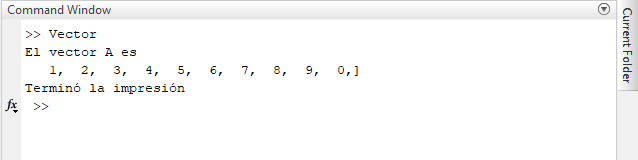 Command Window
>> Vector
El vector A es
1, 2, 3, 4, 5, 6, 7, 8, 9, 0,]
Terminó la impresión
fx >>
Current Folder